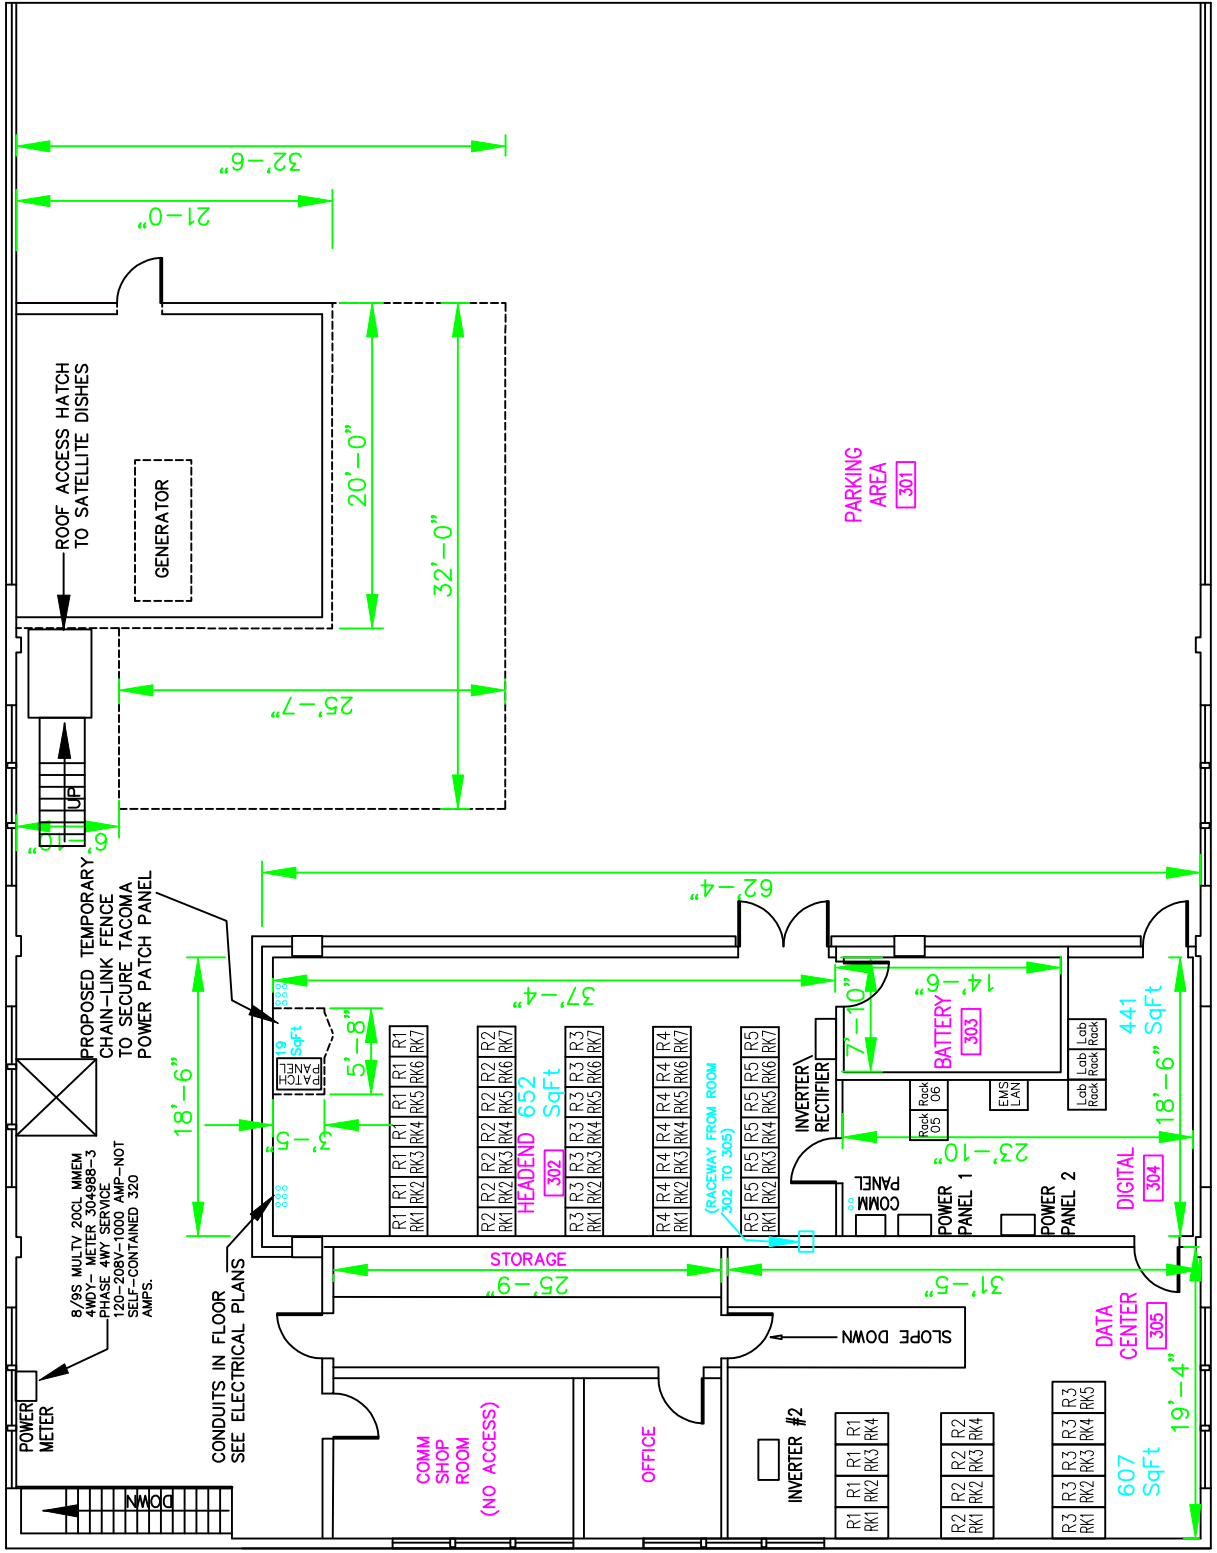 32'-6"
21-0"
ROOF ACCESS HATCH
TO SATELLITE DISHES
GENERATOR
20'-0"
32'-0"
25'-7"
UP
6'-10"
PARKING
AREA
301
PROPOSED TEMPORARY
CHAIN-LINK FENCE
TO SECURE TACOMA
POWER PATCH PANEL
62'-4"
18'-6"
37'-4"
19
SqFt
PATCH
PANEL
5'-8"
3'-5"
R1 R1 R1 R1 R1 R1 R1
RK1 RK2 RK3 RK4 RK5 RK6 RK7
R2 R2 R2 R2 R2 R2 R2
RK1 RK2 RK3 RK4 RK5 RK6 RK7
HEADEND
302
652
SqFt
R3 R3 R3 R3 R3 R3 R3
RK1 RK2 RK3 RK4 RK5 RK6 RK7
R4 R4 R4 R4 R4 R4 R4
RK1 RK2 RK3 RK4 RK5 RK6 RK7
(RACEWAY FROM ROOM
302 TO 305)
R5 R5 R5 R5 R5 R5 R5
RK1 RK2 RK3 RK4 RK5 RK6 RK7
INVERTER
RECTIFIER
7'-10"
14'-6"
BATTERY
303
441
SqFt
18'-6"
Rack
05
Rack
06
EMS
LAN
Lab
Rack
Lab
Rack
Lab
Rack
23'-10"
COMM
PANEL
POWER
PANEL 1
POWER
PANEL 2
DIGITAL
304
8/9S MULTV 20CL MMEM
4WDY- METER 304988-3
PHASE 4WY SERVICE
120-208V-1000 AMP-NOT
SELF-CONTAINED 320
AMPS.
CONDUITS IN FLOOR
SEE ELECTRICAL PLANS
POWER
METER
DOWN
STORAGE
25'-9"
31'-5"
SLOPE DOWN
COMM
SHOP
ROOM
(NO ACCESS)
OFFICE
INVERTER #2
DATA
CENTER
305
19'-4"
R1 R1 R1 R1
RK1 RK2 RK3 RK4
R2 R2 R2 R2
RK1 RK2 RK3 RK4
R3 R3 R3 R3 R3
RK1 RK2 RK3 RK4 RK5
607
SqFt